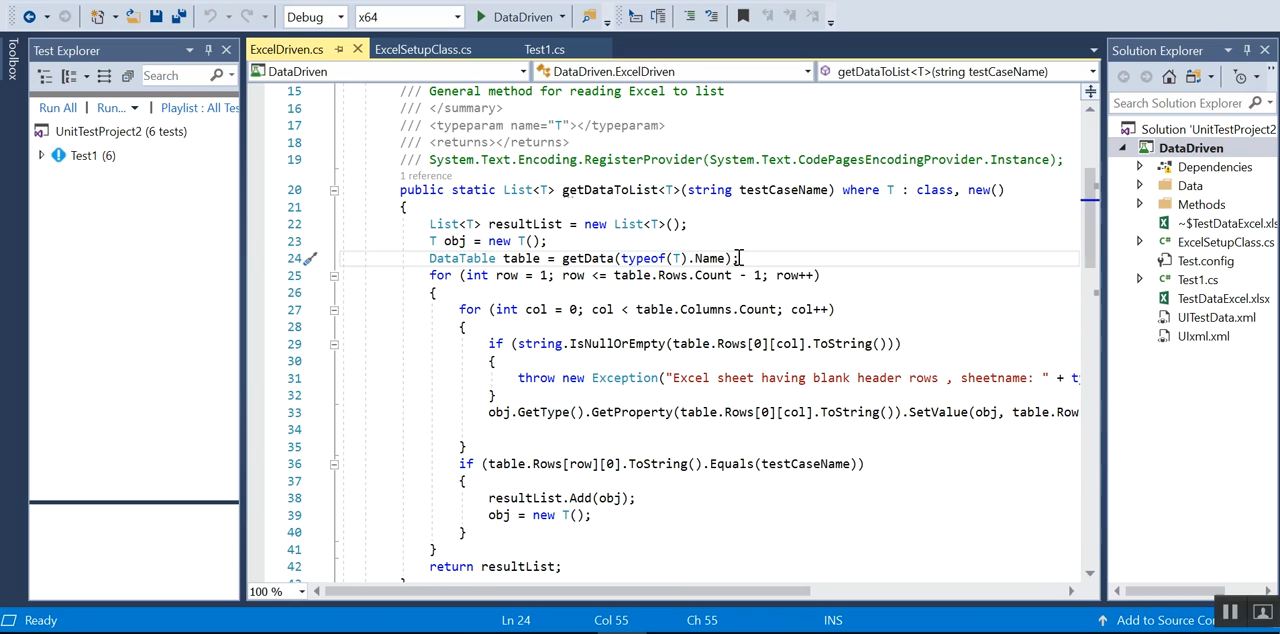 Debug
x64
DataDriven
Toolbox
Test Explorer
Search
Run All | Run... Playlist : All Tes
UnitTestProject2 (6 tests)
Test1 (6)
ExcelDriven.cs
ExcelSetupClass.cs
Test1.cs
DataDriven
DataDriven.ExcelDriven
getDataToList<T>(string testCaseName)
15 /// General method for reading Excel to list
16 /// </summary>
17 /// <typeparam name="T"></typeparam>
18 /// <returns></returns>
19 /// System.Text.Encoding.RegisterProvider(System.Text.CodePagesEncodingProvider.Instance);
1 reference
20 public static List<T> getDataToList<T>(string testCaseName) where T : class, new()
21 {
22 List<T> resultList = new List<T>();
23 T obj = new T();
24 DataTable table = getData(typeof(T).Name);
25 for (int row = 1; row <= table.Rows.Count - 1; row++)
26 {
27 for (int col = 0; col < table.Columns.Count; col++)
28 {
29 if (string.IsNullOrEmpty(table.Rows[0][col].ToString()))
30 {
31 throw new Exception("Excel sheet having blank header rows , sheetname: " + ty
32 }
33 obj.GetType().GetProperty(table.Rows[0][col].ToString()).SetValue(obj, table.Row
34
35 }
36 if (table.Rows[row][0].ToString().Equals(testCaseName))
37 {
38 resultList.Add(obj);
39 obj = new T();
40 }
41 }
42 return resultList;
100 %
Solution Explorer
Search Solution Explorer
Solution 'UnitTestProject2
DataDriven
Dependencies
Data
Methods
~$TestDataExcel.xls
ExcelSetupClass.cs
Test.config
Test1.cs
TestDataExcel.xlsx
UITestData.xml
UIxml.xml
Ready
Ln 24
Col 55
Ch 55
INS
Add to Source Co